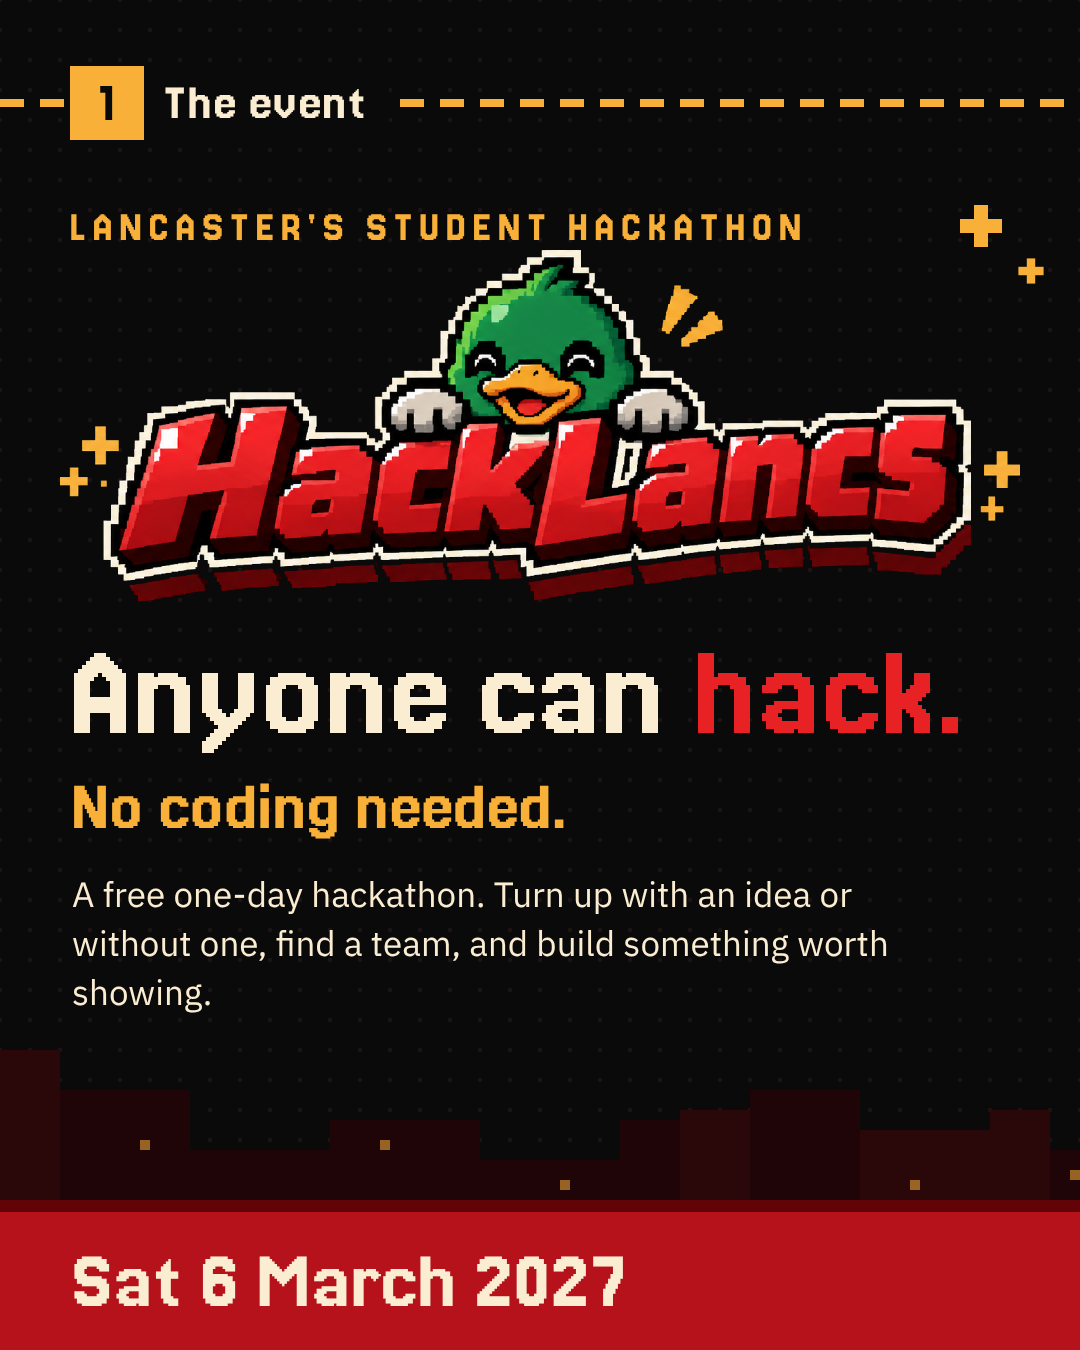 1 The event
LANCASTER'S STUDENT HACKATHON
HackLancs
Anyone can hack.
No coding needed.
A free one-day hackathon. Turn up with an idea or
without one, find a team, and build something worth
showing.
Sat 6 March 2027